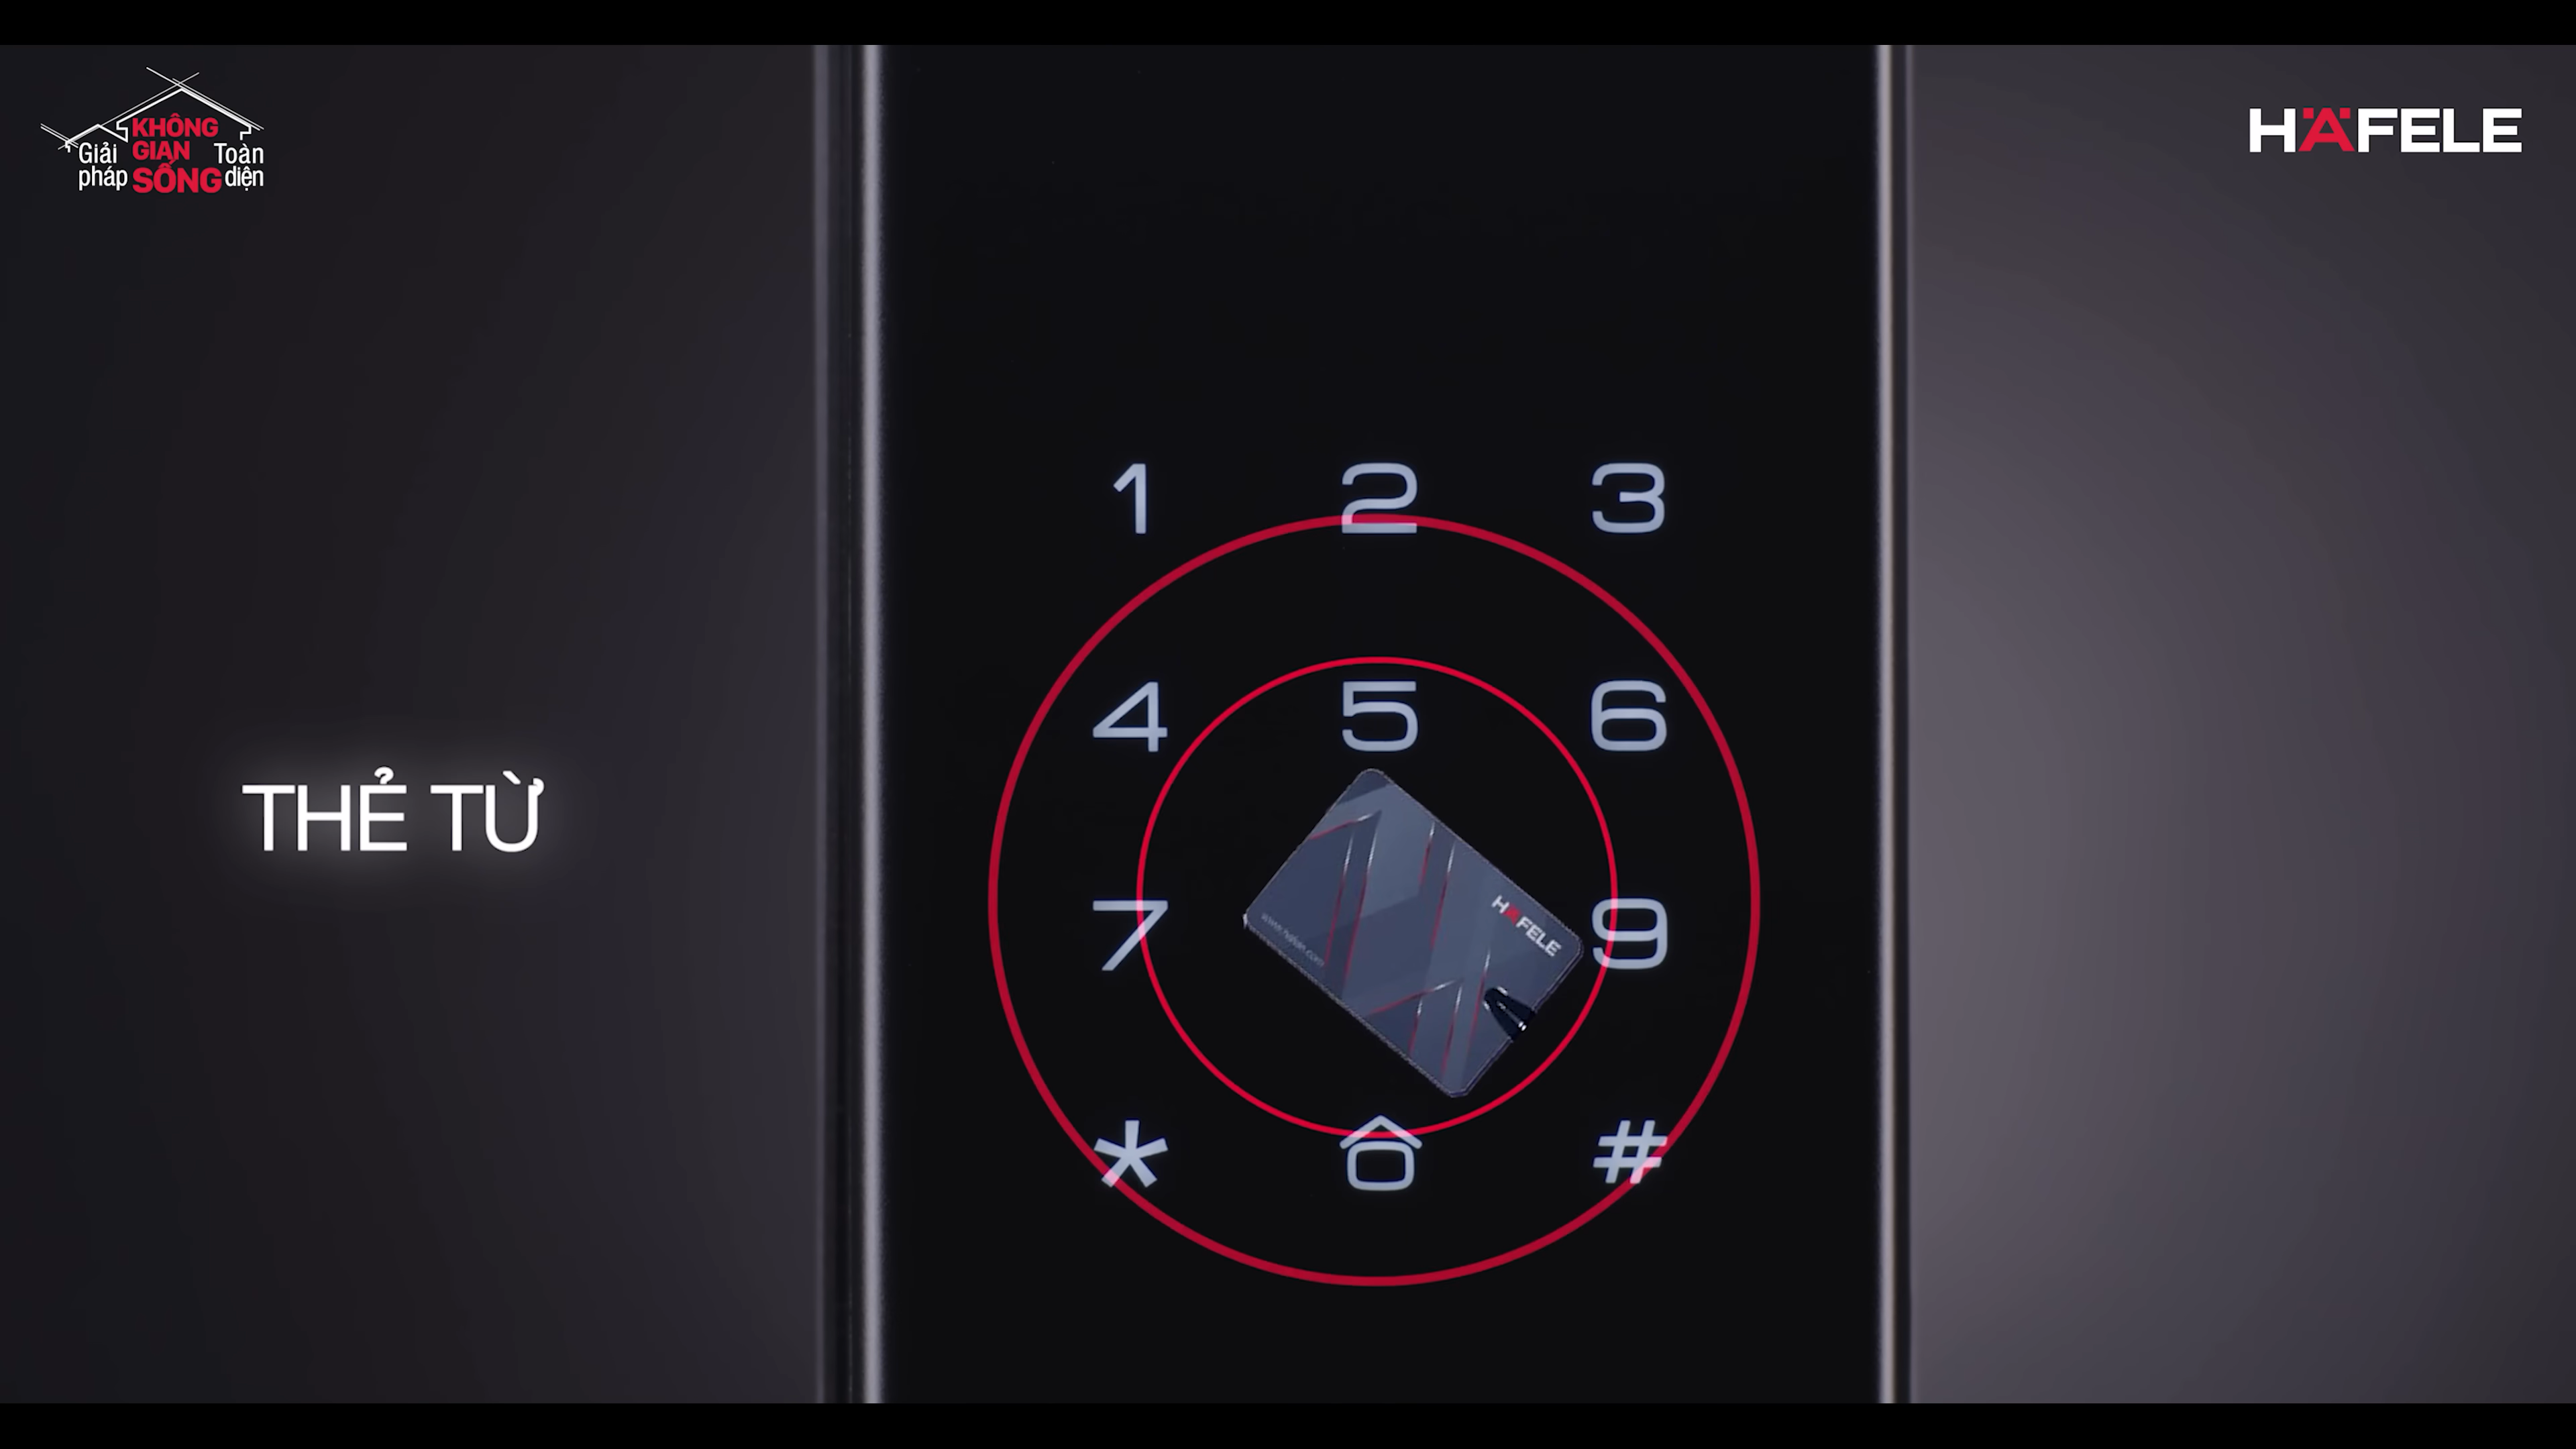 KHÔNG
GIAN
SỐNG
Giải
pháp
Toàn
diện
HÄFELE
1 2 3
4 5 6
THẺ TỪ
7 9
HÄFELE
* #